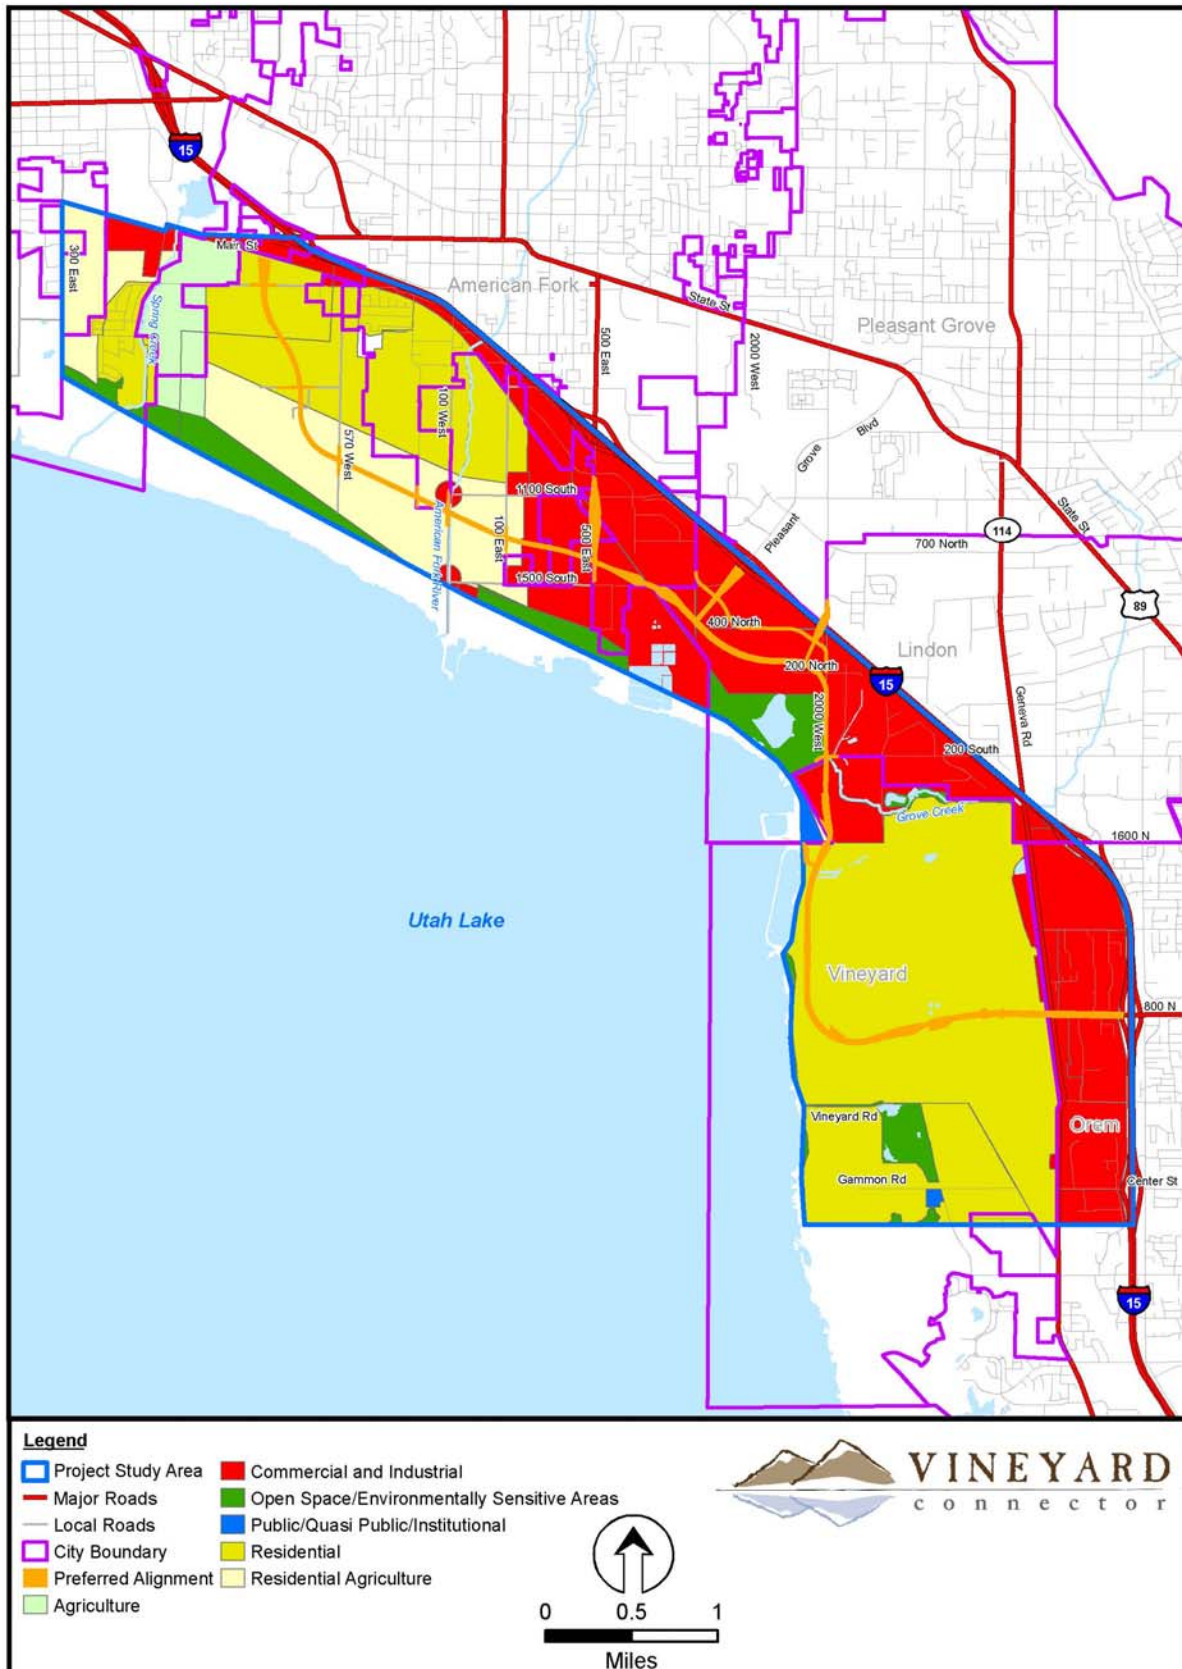 15
Main St
300 East
Spring Creek
American Fork
State St
Pleasant Grove
500 East
2000 West
100 West
570 West
Pleasant Grove Blvd
1100 South
State St
114
700 North
American Fork River
100 East
500 East
1500 South
89
400 North
Lindon
200 North
15
Geneva Rd
2000 West
200 South
Grove Creek
1600 N
Utah Lake
Vineyard
800 N
Vineyard Rd
Orem
Gammon Rd
Center St
15
Legend
Project Study Area
Major Roads
Local Roads
City Boundary
Preferred Alignment
Agriculture
Commercial and Industrial
Open Space/Environmentally Sensitive Areas
Public/Quasi Public/Institutional
Residential
Residential Agriculture
0 0.5 1
Miles
VINEYARD
connector